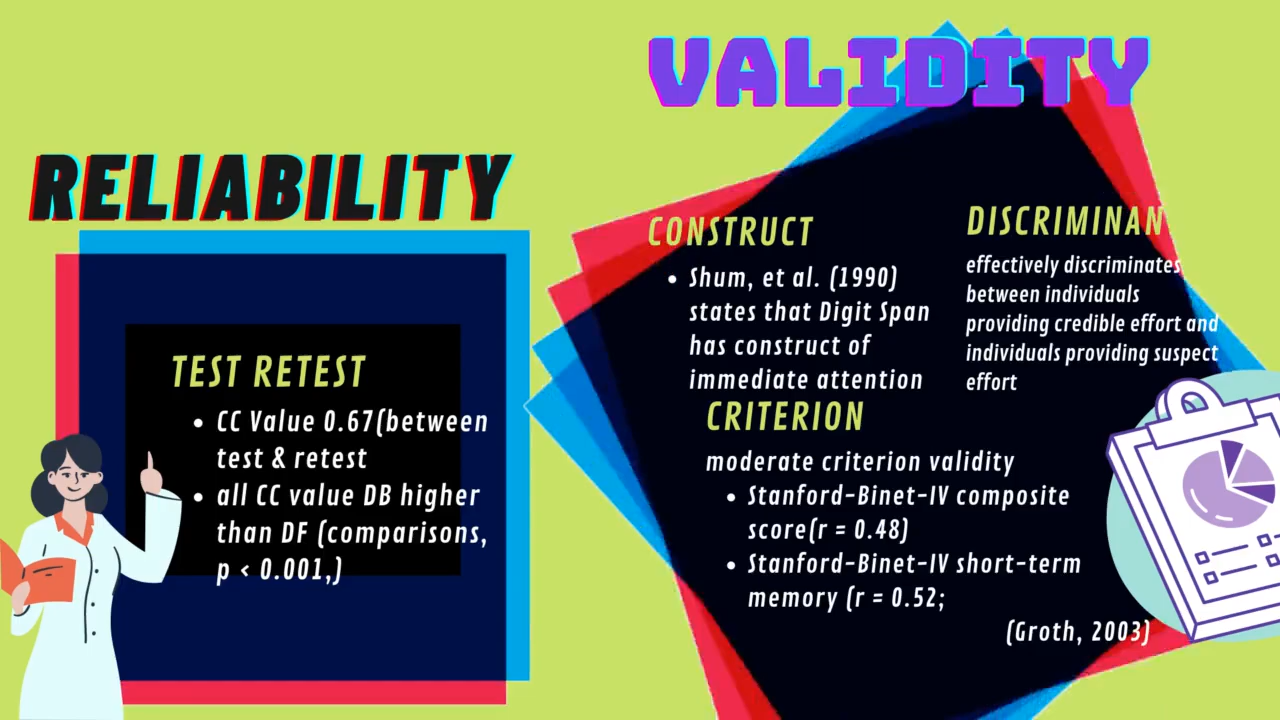 VALIDITY
RELIABILITY
TEST RETEST
CC Value 0.67(between
test & retest
all CC value DB higher
than DF (comparisons,
p < 0.001,)
CONSTRUCT
Shum, et al. (1990)
states that Digit Span
has construct of
immediate attention
DISCRIMINAN
effectively discriminates
between individuals
providing credible effort and
individuals providing suspect
effort
CRITERION
moderate criterion validity
Stanford-Binet-IV composite
score(r = 0.48)
Stanford-Binet-IV short-term
memory (r = 0.52;
(Groth, 2003)